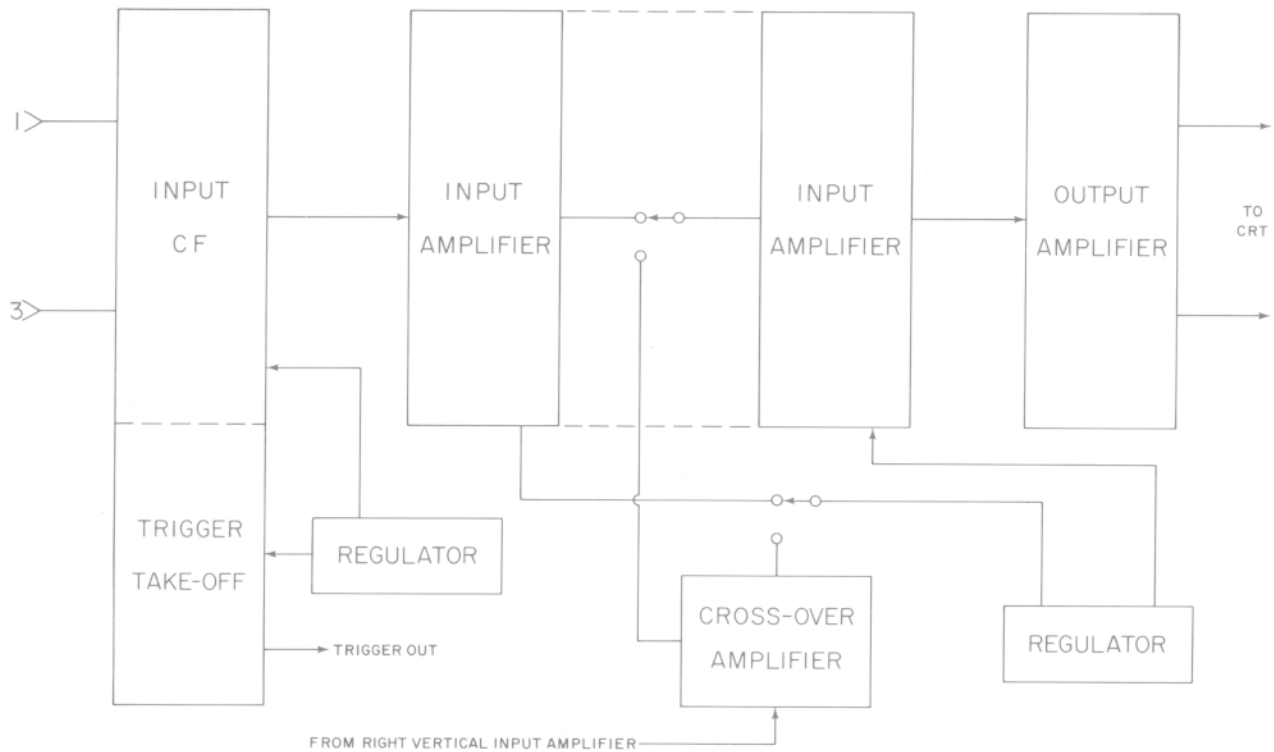 1
3
INPUT
CF
INPUT
AMPLIFIER
INPUT
AMPLIFIER
OUTPUT
AMPLIFIER
TO
CRT
TRIGGER
TAKE-OFF
REGULATOR
TRIGGER OUT
CROSS-OVER
AMPLIFIER
REGULATOR
FROM RIGHT VERTICAL INPUT AMPLIFIER